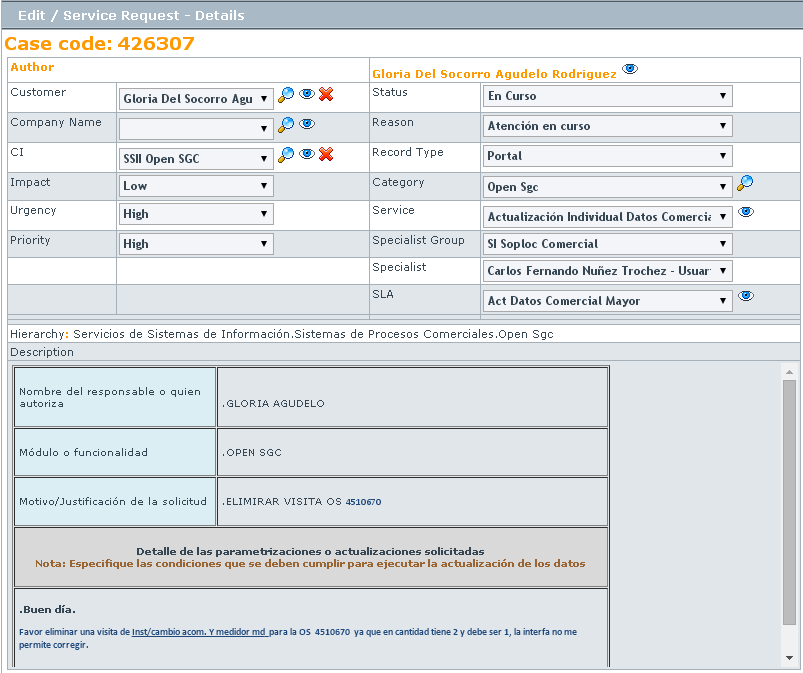 Edit / Service Request - Details
Case code: 426307
Author
Gloria Del Socorro Agudelo Rodriguez
Customer
Gloria Del Socorro Agu
Status
En Curso
Company Name
Reason
Atención en curso
CI
SSII Open SGC
Record Type
Portal
Impact
Low
Category
Open Sgc
Urgency
High
Service
Actualización Individual Datos Comercia
Priority
High
Specialist Group
SI Soploc Comercial
Specialist
Carlos Fernando Nuñez Trochez - Usuar
SLA
Act Datos Comercial Mayor
Hierarchy: Servicios de Sistemas de Información.Sistemas de Procesos Comerciales.Open Sgc
Description
Nombre del responsable o quien
autoriza
.GLORIA AGUDELO
Módulo o funcionalidad
.OPEN SGC
Motivo/Justificación de la solicitud
.ELIMIRAR VISITA OS 4510670
Detalle de las parametrizaciones o actualizaciones solicitadas
Nota: Especifique las condiciones que se deben cumplir para ejecutar la actualización de los datos
.Buen día.
Favor eliminar una visita de Inst/cambio acom. Y medidor md para la OS 4510670 ya que en cantidad tiene 2 y debe ser 1, la interfa no me
permite corregir.